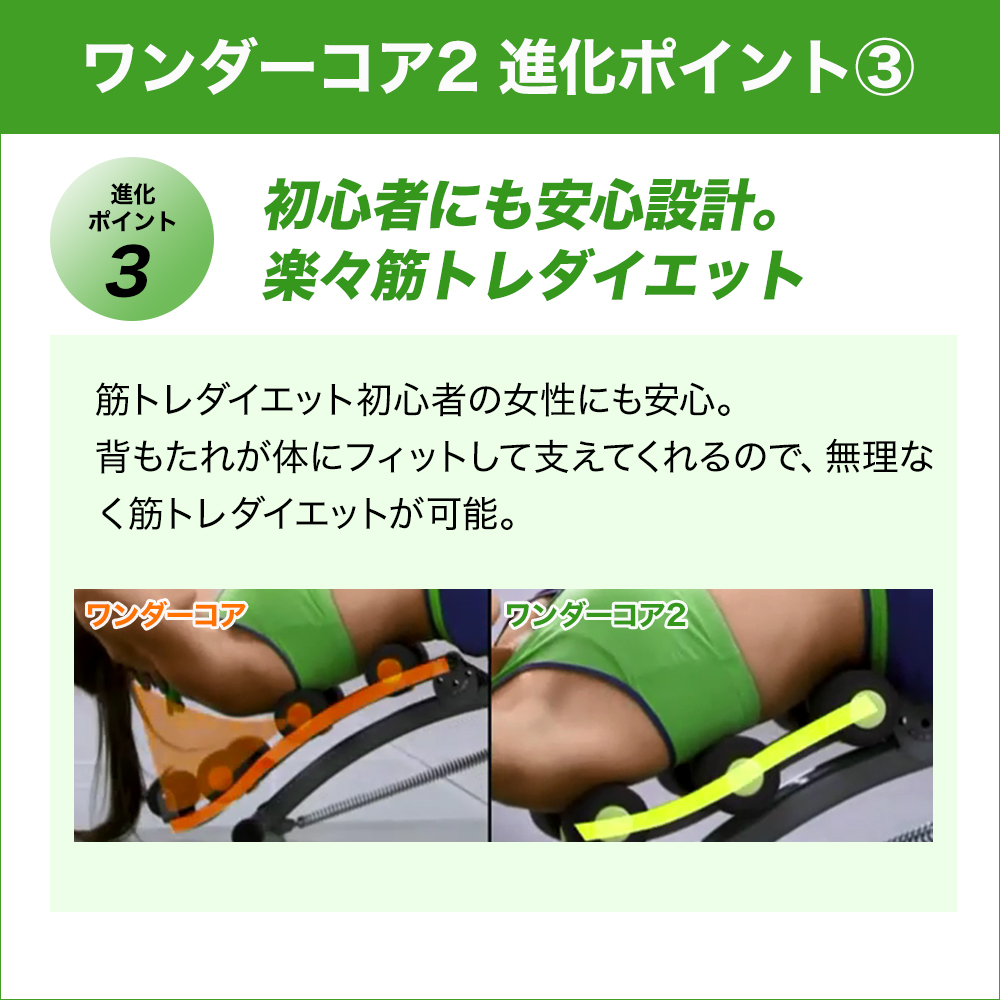 ワンダーコア2 進化ポイント③
進化
ポイント
3
初心者にも安心設計。
楽々筋トレダイエット
筋トレダイエット初心者の女性にも安心。
背もたれが体にフィットして支えてくれるので、無理な
く筋トレダイエットが可能。
ワンダーコア
ワンダーコア2